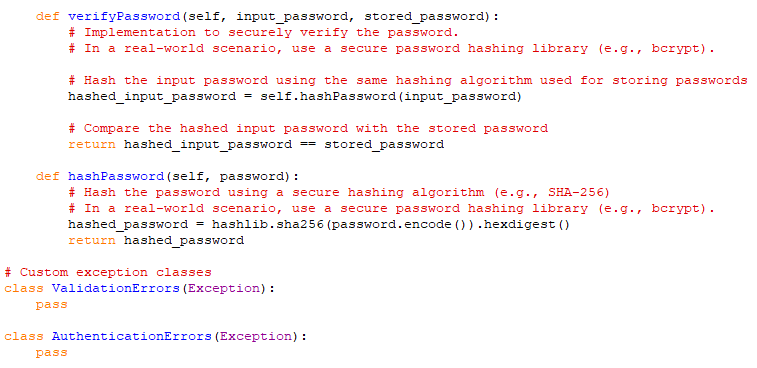 def verifyPassword(self, input_password, stored_password):
# Implementation to securely verify the password.
# In a real-world scenario, use a secure password hashing library (e.g., bcrypt).
# Hash the input password using the same hashing algorithm used for storing passwords
hashed_input_password = self.hashPassword(input_password)
# Compare the hashed input password with the stored password
return hashed_input_password == stored_password
def hashPassword(self, password):
# Hash the password using a secure hashing algorithm (e.g., SHA-256)
# In a real-world scenario, use a secure password hashing library (e.g., bcrypt).
hashed_password = hashlib.sha256(password.encode()).hexdigest()
return hashed_password
# Custom exception classes
class ValidationErrors(Exception):
pass
class AuthenticationErrors(Exception):
pass